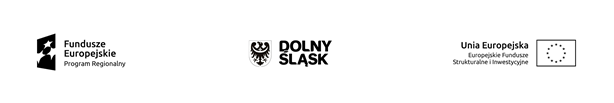 Fundusze
Europejskie
Program Regionalny
DOLNY
ŚLĄSK
Unia Europejska
Europejskie Fundusze
Strukturalne i Inwestycyjne